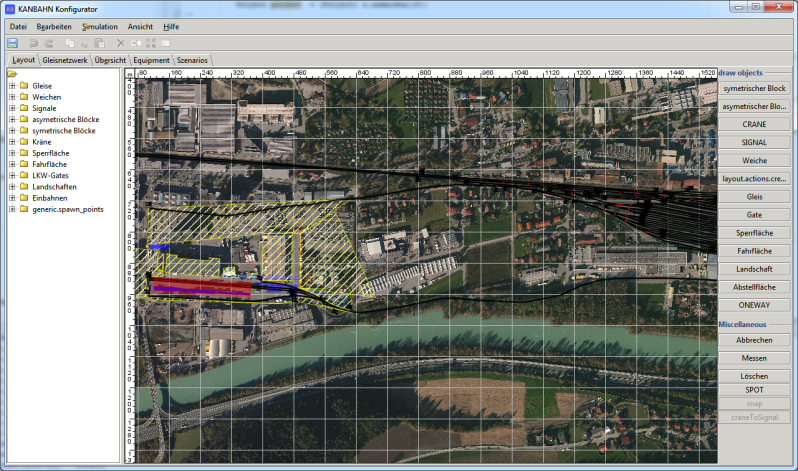 KANBAHN Konfigurator
Datei Bearbeiten Simulation Ansicht Hilfe
Layout Gleisnetzwerk Übersicht Equipment Szenarios
80 160 240 320 400 480 560 640 720 800 880 960 1040 1120 1200 1280 1360 1440 1520
draw objects
Gleise
Weichen
Signale
asymetrische Blöcke
symetrische Blöcke
Kräne
Sperrfläche
Fahrfläche
LKW-Gates
Landschaften
Einbahnen
generic.spawn_points
symetrischer Block
asymetrischer Blo...
CRANE
SIGNAL
Weiche
layout.actions.cre...
Gleis
Gate
Sperrfläche
Fahrfläche
Landschaft
Abstellfläche
ONEWAY
Miscellaneous
Abbrechen
Messen
Löschen
SPOT
snap
craneToSignal